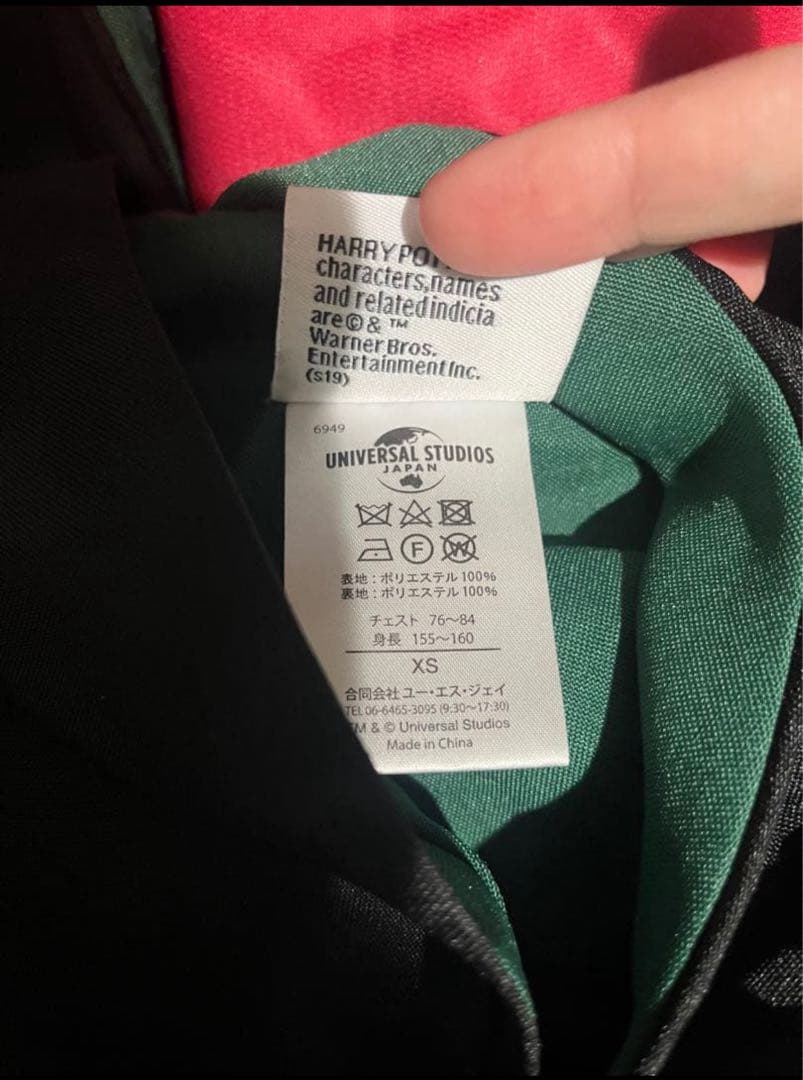 HARRY
characters,names
and related indicia
are © & ™
Warner Bros.
Entertainment Inc.
(s19)
6949
UNIVERSAL STUDIOS
JAPAN
F
W
表地：ポリエステル 100%
裏地：ポリエステル 100%
チェスト 76～84
身長 155～160
XS
合同会社 ユー・エス・ジェイ
TEL 06-6465-3095 (9:30～17:30)
TM & © Universal Studios
Made in China